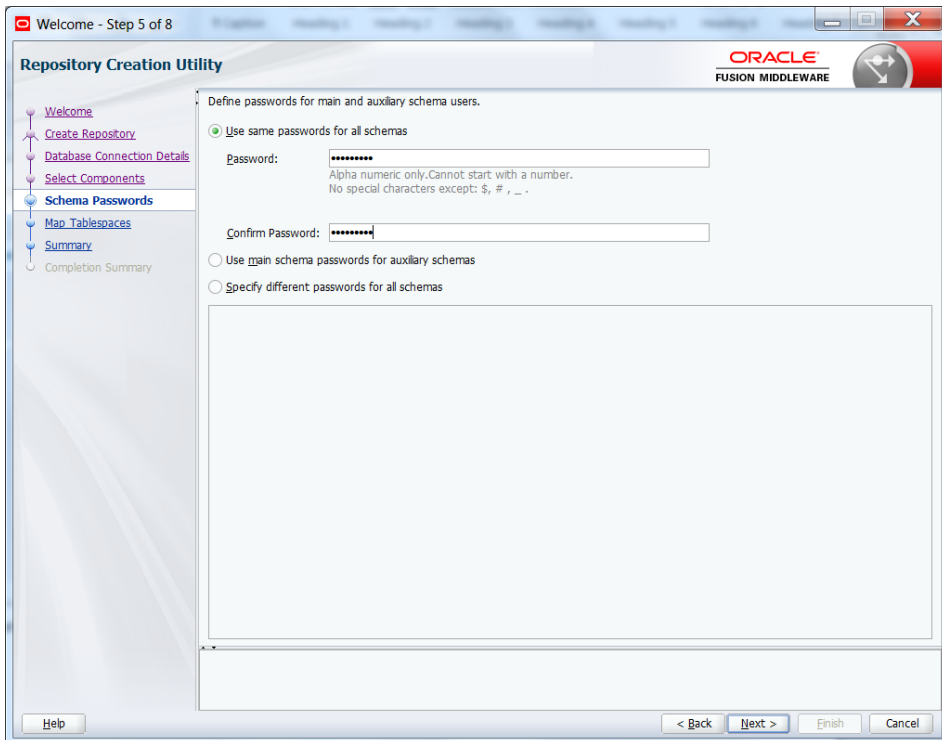 Welcome - Step 5 of 8
Repository Creation Utility
ORACLE®
FUSION MIDDLEWARE
Welcome
Create Repository
Database Connection Details
Select Components
Schema Passwords
Map Tablespaces
Summary
Completion Summary
Define passwords for main and auxiliary schema users.
Use same passwords for all schemas
Password: •••••••••
Alpha numeric only.Cannot start with a number.
No special characters except: $, # , _ .
Confirm Password: •••••••••
Use main schema passwords for auxiliary schemas
Specify different passwords for all schemas
Help
< Back
Next >
Finish
Cancel